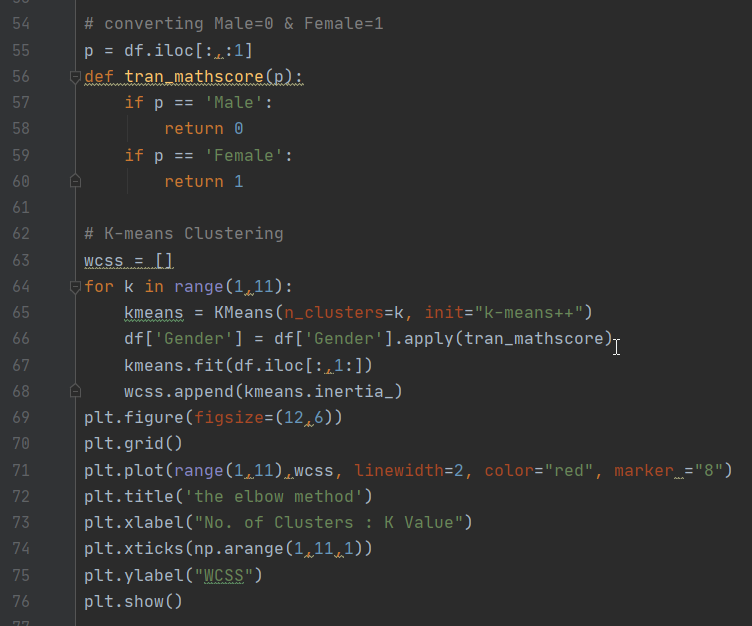 54 # converting Male=0 & Female=1
55 p = df.iloc[:,:1]
56 def tran_mathscore(p):
57     if p == 'Male':
58         return 0
59     if p == 'Female':
60         return 1
61
62 # K-means Clustering
63 wcss = []
64 for k in range(1,11):
65     kmeans = KMeans(n_clusters=k, init="k-means++")
66     df['Gender'] = df['Gender'].apply(tran_mathscore)
67     kmeans.fit(df.iloc[:,1:])
68     wcss.append(kmeans.inertia_)
69 plt.figure(figsize=(12,6))
70 plt.grid()
71 plt.plot(range(1,11),wcss, linewidth=2, color="red", marker ="8")
72 plt.title('the elbow method')
73 plt.xlabel("No. of Clusters : K Value")
74 plt.xticks(np.arange(1,11,1))
75 plt.ylabel("WCSS")
76 plt.show()